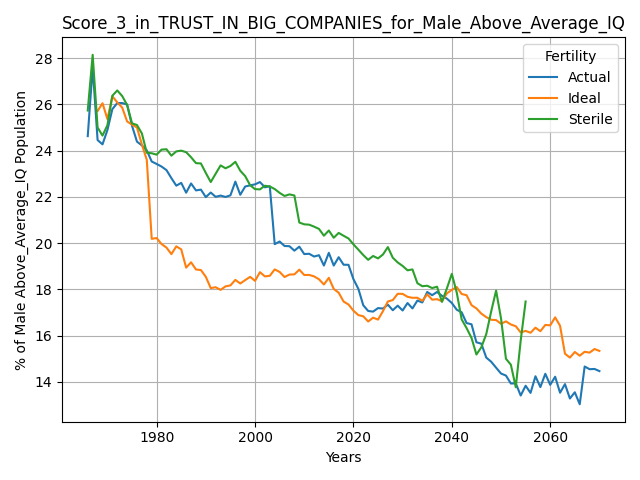 Score_3_in_TRUST_IN_BIG_COMPANIES_for_Male_Above_Average_IQ
Fertility
Actual
Ideal
Sterile
% of Male Above_Average_IQ Population
28
26
24
22
20
18
16
14
1980
2000
2020
2040
2060
Years